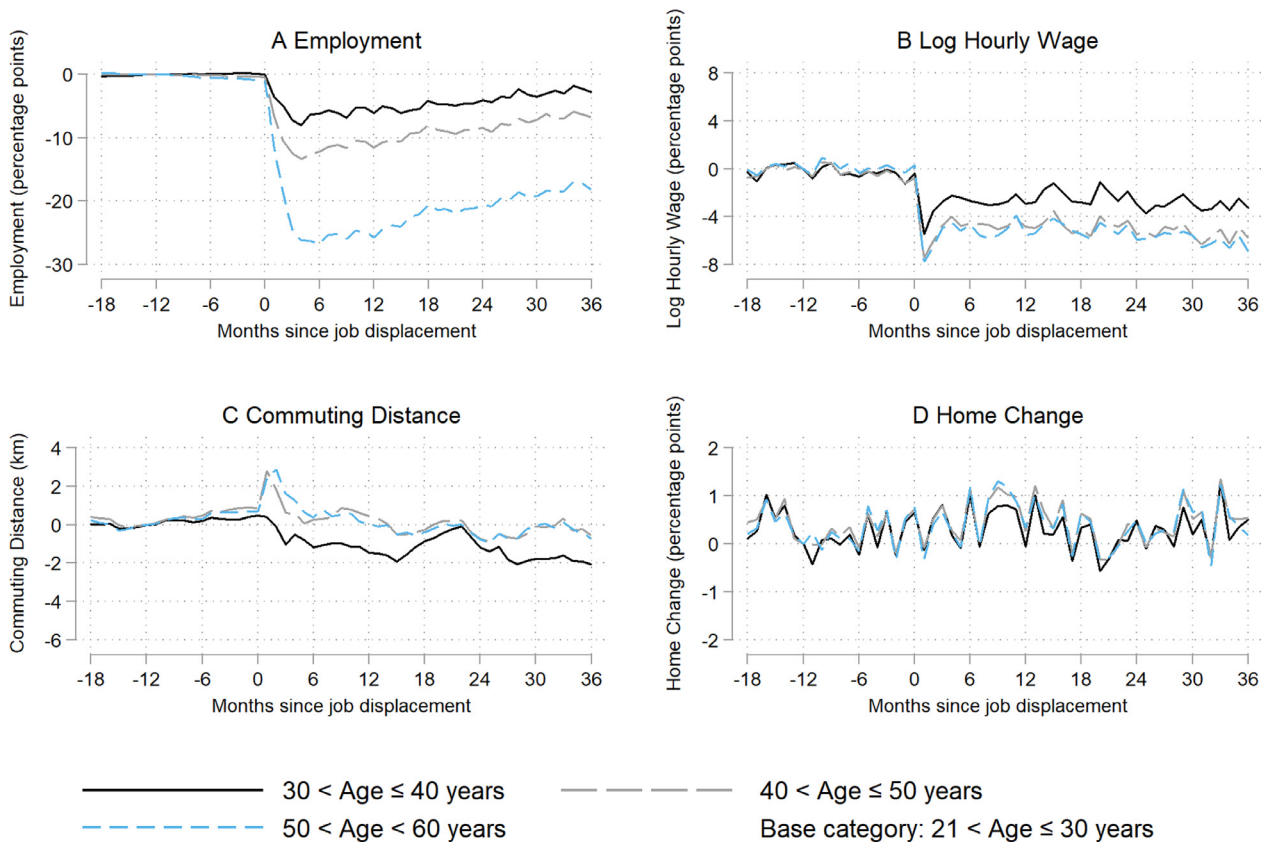 A Employment
Employment (percentage points)
0
-10
-20
-30
-18 -12 -6 0 6 12 18 24 30 36
Months since job displacement
B Log Hourly Wage
Log Hourly Wage (percentage points)
8
4
0
-4
-8
-18 -12 -6 0 6 12 18 24 30 36
Months since job displacement
C Commuting Distance
Commuting Distance (km)
4
2
0
-2
-4
-6
-18 -12 -6 0 6 12 18 24 30 36
Months since job displacement
D Home Change
Home Change (percentage points)
2
1
0
-1
-2
-18 -12 -6 0 6 12 18 24 30 36
Months since job displacement
30 < Age ≤ 40 years
40 < Age ≤ 50 years
50 < Age < 60 years
Base category: 21 < Age ≤ 30 years